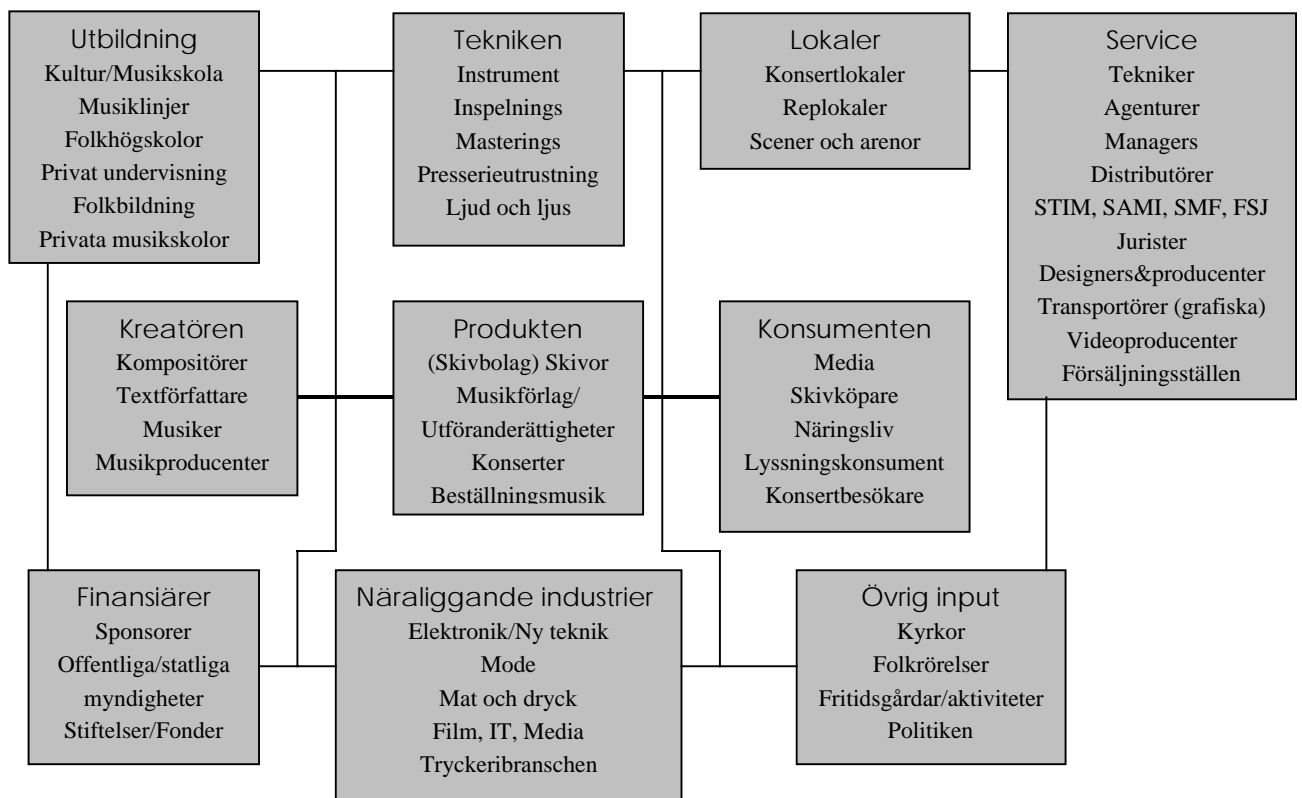 Utbildning
Kultur/Musikskola
Musiklinjer
Folkhögskolor
Privat undervisning
Folkbildning
Privata musikskolor
Tekniken
Instrument
Inspelnings
Masterings
Presserieutrustning
Ljud och ljus
Lokaler
Konsertlokaler
Replokaler
Scener och arenor
Service
Tekniker
Agenturer
Managers
Distributörer
STIM, SAMI, SMF, FSJ
Jurister
Designers&producenter
Transportörer (grafiska)
Videoproducenter
Försäljningsställen
Kreatören
Kompositörer
Textförfattare
Musiker
Musikproducenter
Produkten
(Skivbolag) Skivor
Musikförlag/
Utföranderättigheter
Konserter
Beställningsmusik
Konsumenten
Media
Skivköpare
Näringsliv
Lyssningskonsument
Konsertbesökare
Finansiärer
Sponsorer
Offentliga/statliga
myndigheter
Stiftelser/Fonder
Näraliggande industrier
Elektronik/Ny teknik
Mode
Mat och dryck
Film, IT, Media
Tryckeribranschen
Övrig input
Kyrkor
Folkrörelser
Fritidsgårdar/aktiviteter
Politiken